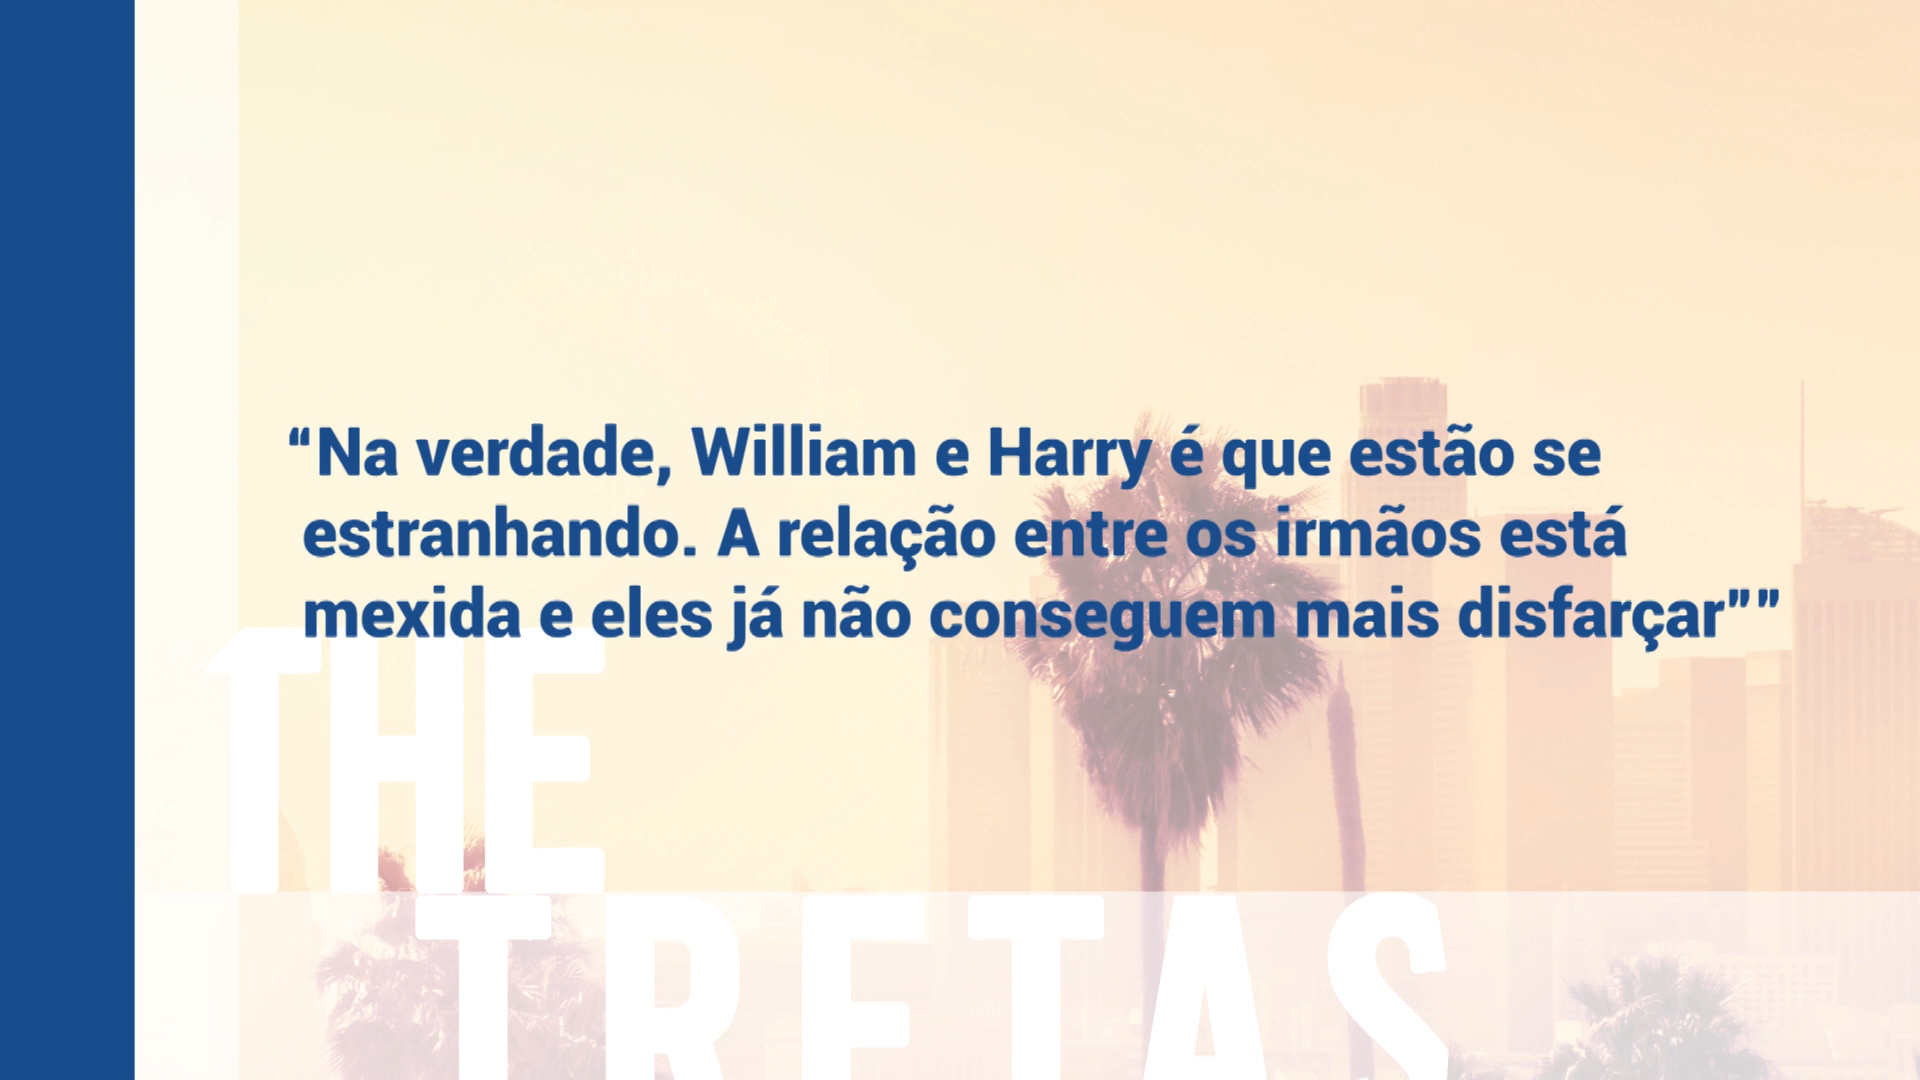 “Na verdade, William e Harry é que estão se
estranhando. A relação entre os irmãos está
mexida e eles já não conseguem mais disfarçar””
THE
TRETAS